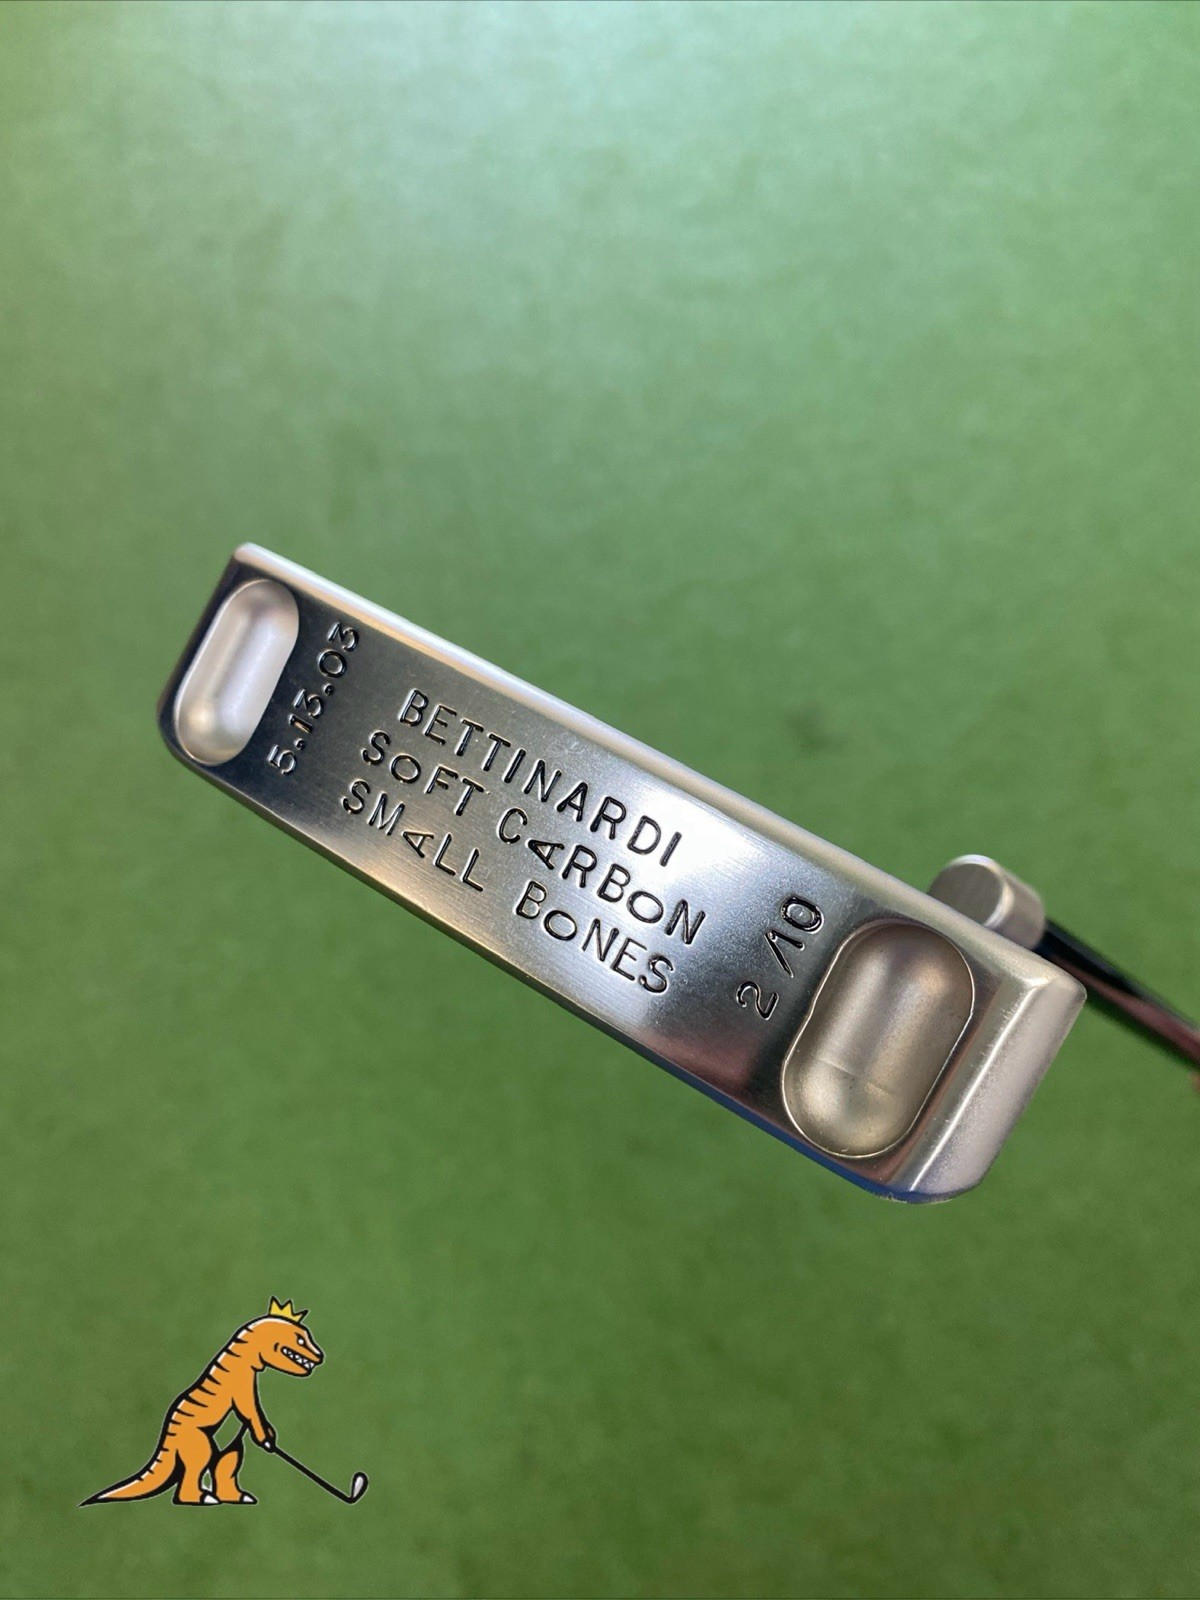 5.13.03
BETTINARDI
SOFT CARBON
SMALL BONES
2/10